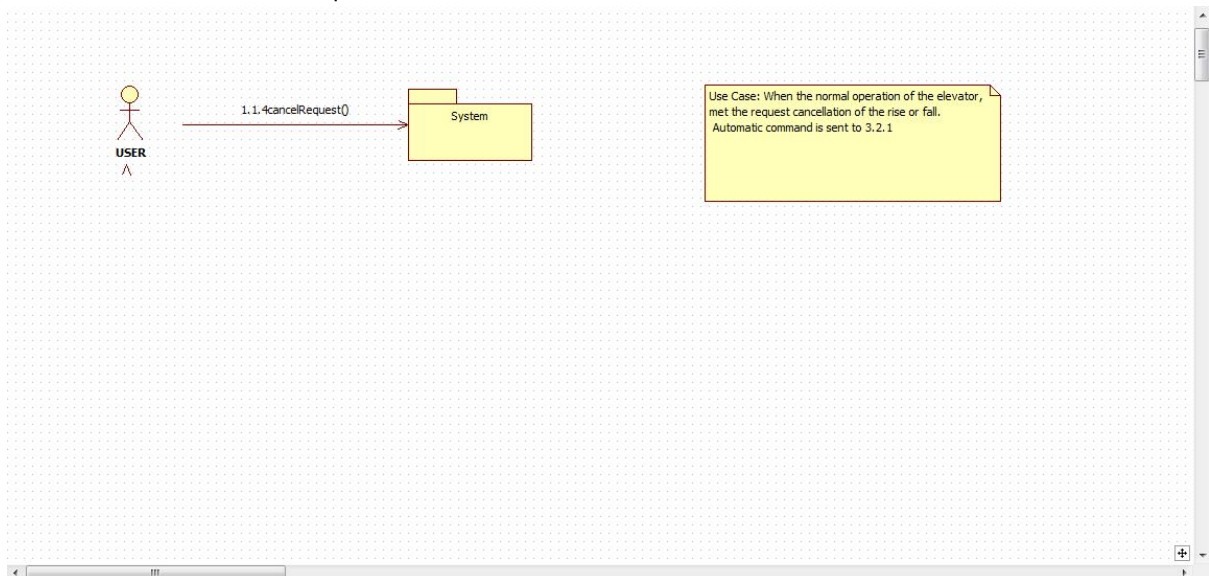 1.1.4cancelRequest()
System
USER
Use Case: When the normal operation of the elevator,
met the request cancellation of the rise or fall.
Automatic command is sent to 3.2.1